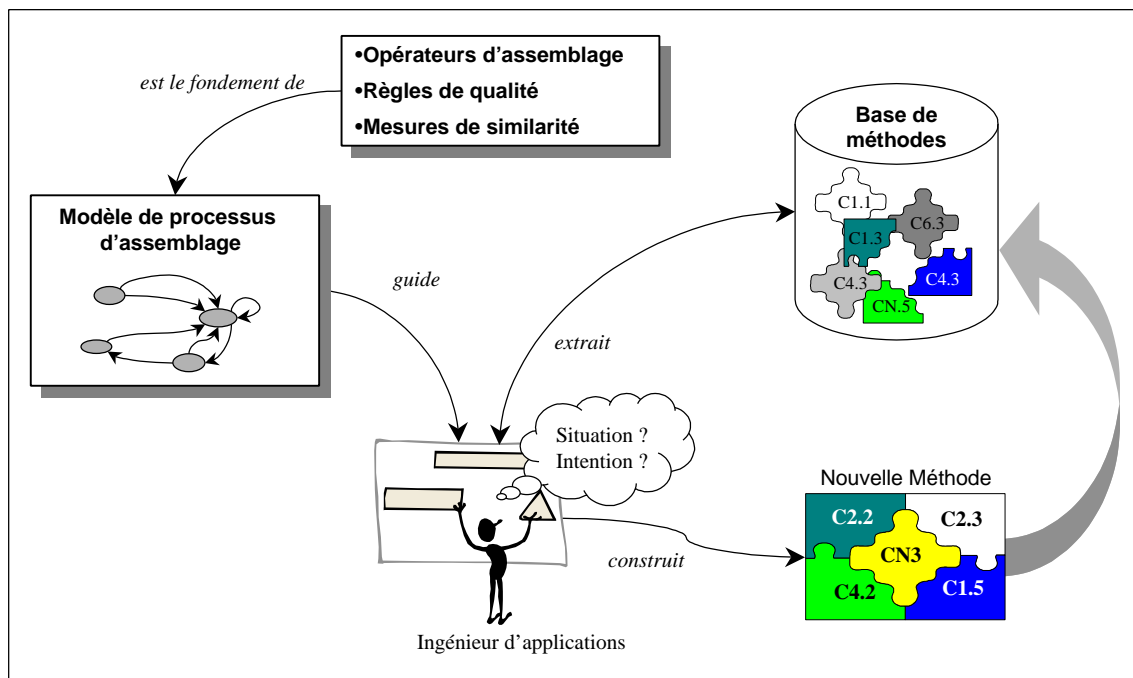 •Opérateurs d'assemblage
•Règles de qualité
•Mesures de similarité
est le fondement de
Base de
méthodes
C1.1
C6.3
C1.3
C4.3
C4.3
CN.5
Modèle de processus
d'assemblage
guide
extrait
Situation ?
Intention ?
Nouvelle Méthode
C2.2
C2.3
CN3
C4.2
C1.5
construit
Ingénieur d'applications